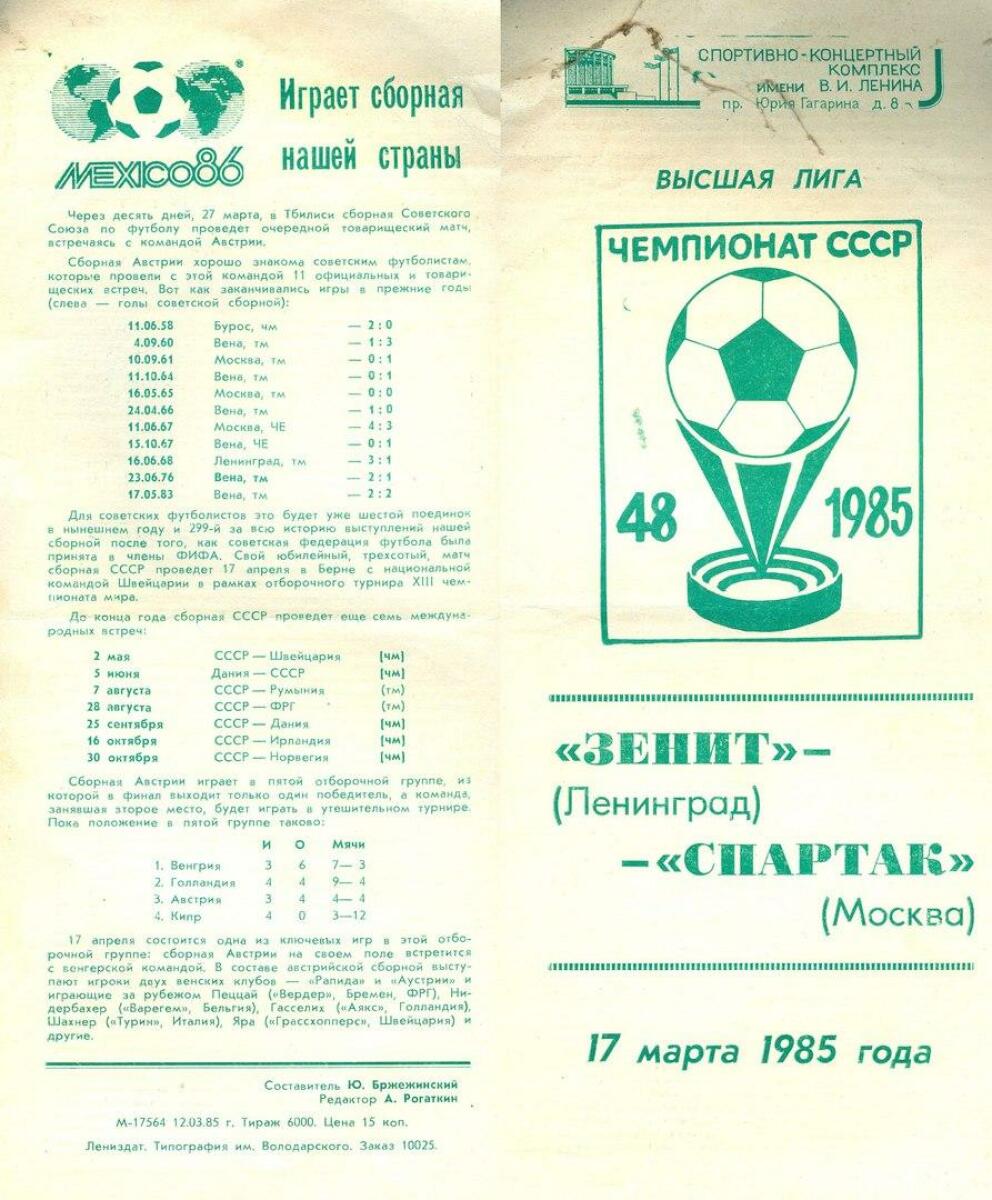 MEXICO86
®
Играет сборная
нашей страны
Через десять дней, 27 марта, в Тбилиси сборная Советского
Союза по футболу проведет очередной товарищеский матч,
встречаясь с командой Австрии.
Сборная Австрии хорошо знакома советским футболистам,
которые провели с этой командой 11 официальных и товари-
щеских встреч. Вот как заканчивались игры в прежние годы
(слева — голы советской сборной):
11.06.58 Бурос, чм — 2:0
4.09.60 Вена, тм — 1:3
10.09.61 Москва, тм — 0:1
11.10.64 Вена, тм — 0:1
16.05.65 Москва, тм — 0:0
24.04.66 Вена, тм — 1:0
11.06.67 Москва, ЧЕ — 4:3
15.10.67 Вена, ЧЕ — 0:1
16.06.68 Ленинград, тм — 3:1
23.06.76 Вена, тм — 2:1
17.05.83 Вена, тм — 2:2
Для советских футболистов это будет уже шестой поединок
в нынешнем году и 299-й за всю историю выступлений нашей
сборной после того, как советская федерация футбола была
принята в члены ФИФА. Свой юбилейный, трехсотый, матч
сборная СССР проведет 17 апреля в Берне с национальной
командой Швейцарии в рамках отборочного турнира XIII чем-
пионата мира.
До конца года сборная СССР проведет еще семь междуна-
родных встреч:
2 мая СССР — Швейцария [чм]
5 июня Дания — СССР [чм]
7 августа СССР — Румыния (тм)
28 августа СССР — ФРГ (тм)
25 сентября СССР — Дания [чм]
16 октября СССР — Ирландия [чм]
30 октября СССР — Норвегия [чм]
Сборная Австрии играет в пятой отборочной группе, из
которой в финал выходит только один победитель, а команда,
занявшая второе место, будет играть в утешительном турнире.
Пока положение в пятой группе таково:
И О Мячи
1. Венгрия 3 6 7—3
2. Голландия 4 4 9—4
3. Австрия 3 4 4—4
4. Кипр 4 0 3—12
17 апреля состоится одна из ключевых игр в этой отбо-
рочной группе: сборная Австрии на своем поле встретится
с венгерской командой. В составе австрийской сборной высту-
пают игроки двух венских клубов — «Рапида» и «Аустрии» и
играющие за рубежом Пеццай («Вердер», Бремен, ФРГ), Ни-
дербахер («Варегем», Бельгия), Гасселих («Аякс», Голландия),
Шахнер («Турин», Италия), Яра («Грассхопперс», Швейцария) и
другие.
Составитель Ю. Бржежинский
Редактор А. Рогаткин
М-17564 12.03.85 г. Тираж 6000. Цена 15 коп.
Лениздат. Типография им. Володарского. Заказ 10025.
СПОРТИВНО-КОНЦЕРТНЫЙ
КОМПЛЕКС
ИМЕНИ В. И. ЛЕНИНА
пр. Юрия Гагарина д. 8
ВЫСШАЯ ЛИГА
ЧЕМПИОНАТ СССР
48 1985
«ЗЕНИТ» —
(Ленинград)
— «СПАРТАК»
(Москва)
17 марта 1985 года